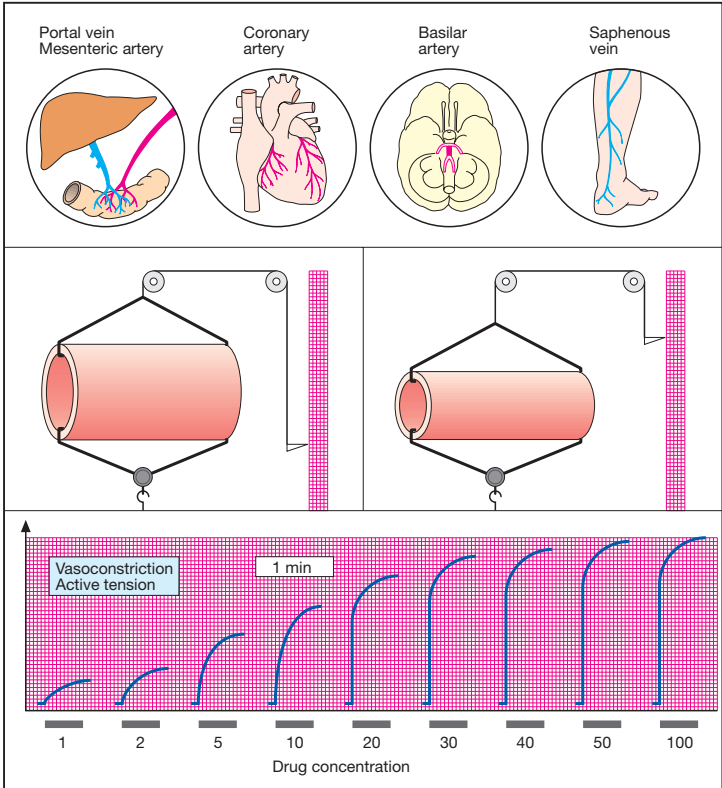 Portal vein
Mesenteric artery
Coronary
artery
Basilar
artery
Saphenous
vein
Vasoconstriction
Active tension
1 min
1 2 5 10 20 30 40 50 100
Drug concentration